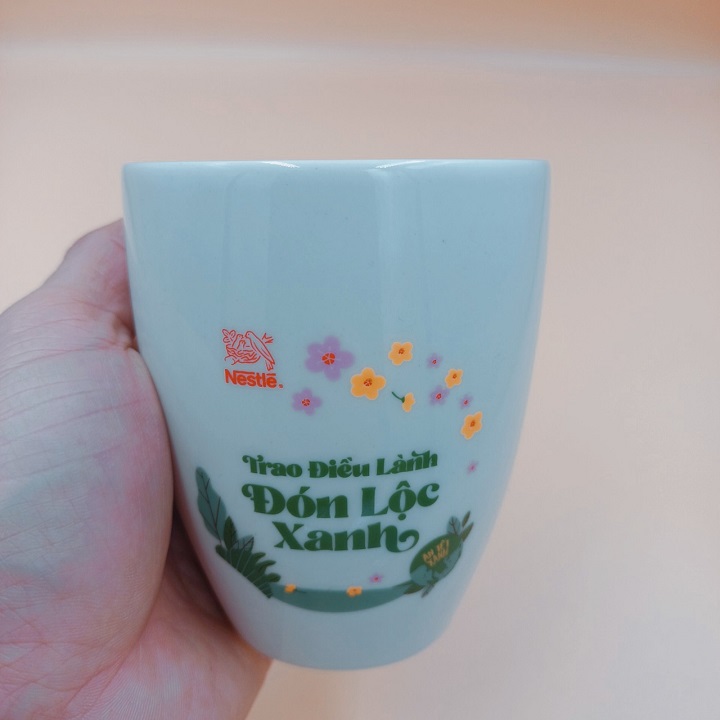 Nestlé
Trao Điều Lành
Đón Lộc
Xanh